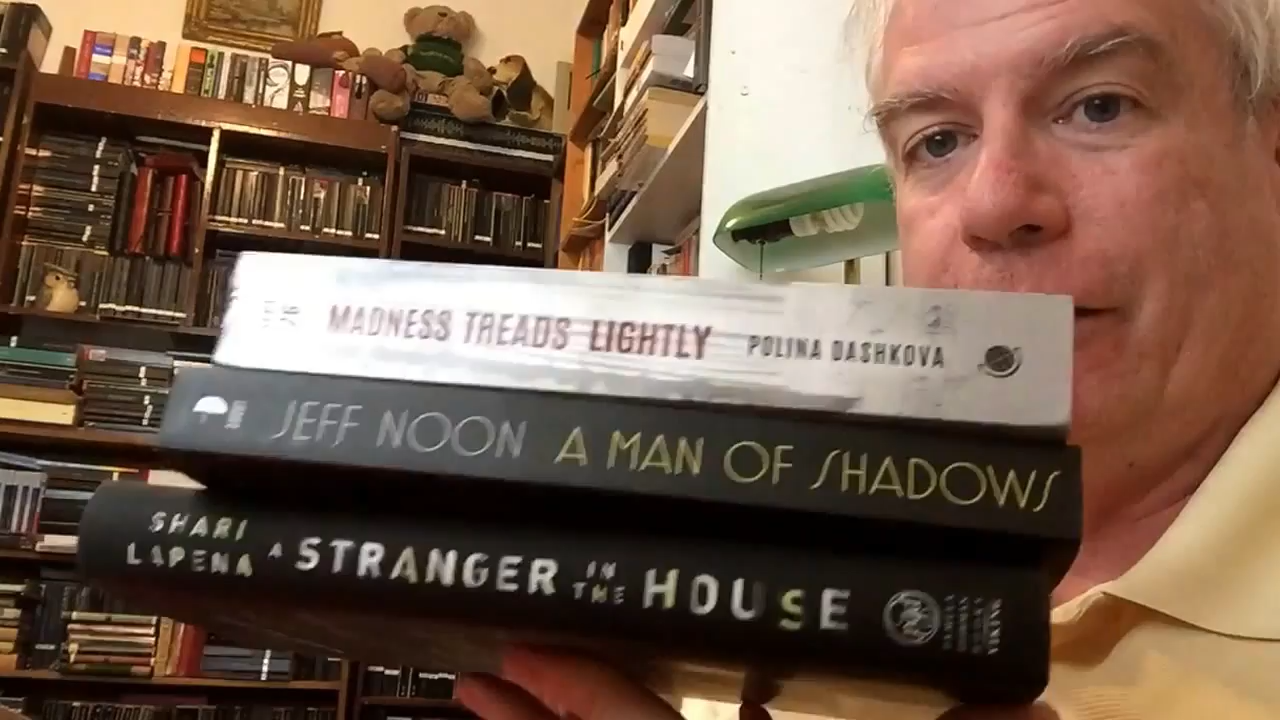 MADNESS TREADS LIGHTLY POLINA DASHKOVA
JEFF NOON A MAN OF SHADOWS
SHARI LAPENA A STRANGER IN THE HOUSE